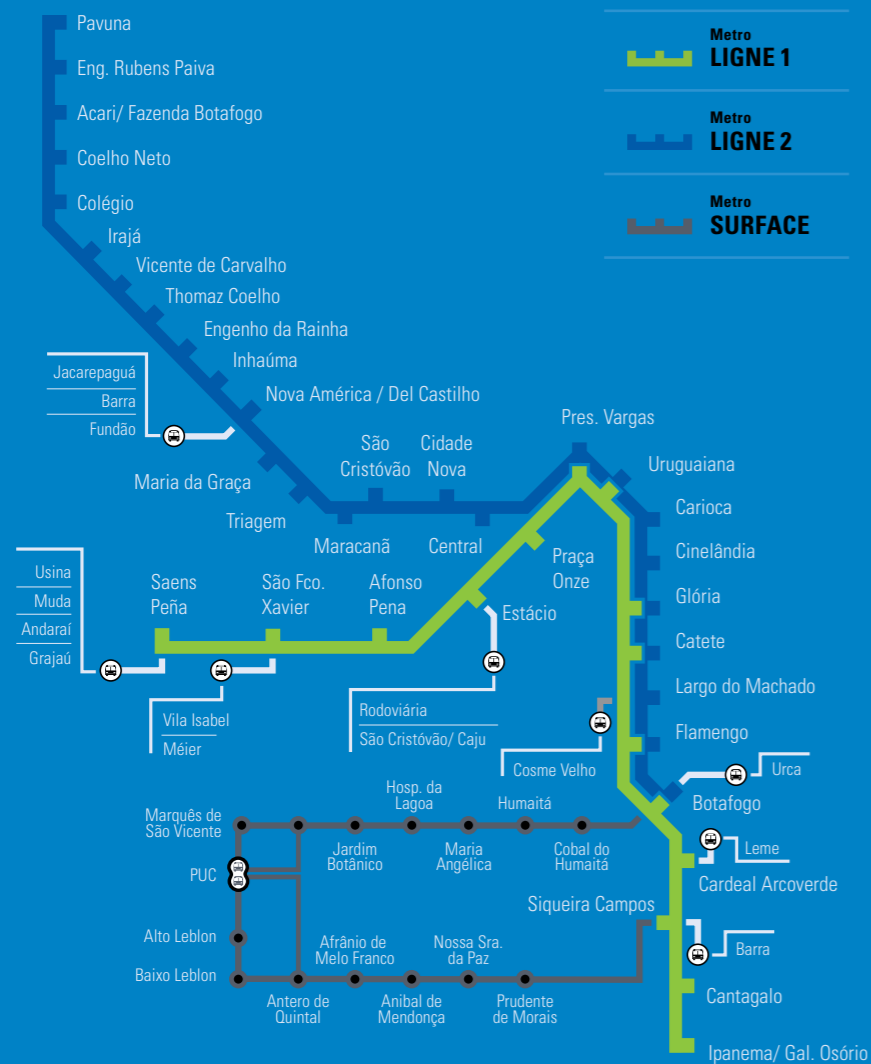 Pavuna
Eng. Rubens Paiva
Acari/ Fazenda Botafogo
Coelho Neto
Colégio
Irajá
Vicente de Carvalho
Thomaz Coelho
Engenho da Rainha
Inhaúma
Nova América / Del Castilho
Metro
LIGNE 1
Metro
LIGNE 2
Metro
SURFACE
Jacarepaguá
Barra
Fundão
Maria da Graça
Triagem
Maracanã
São
Cristóvão
Cidade
Nova
Central
Pres. Vargas
Uruguaiana
Carioca
Cinelândia
Glória
Catete
Largo do Machado
Flamengo
Botafogo
Urca
Praça
Onze
Estácio
Afonso
Pena
São Fco.
Xavier
Saens
Peña
Usina
Muda
Andaraí
Grajaú
Vila Isabel
Méier
Rodoviária
São Cristóvão/ Caju
Cosme Velho
Leme
Cardeal Arcoverde
Siqueira Campos
Barra
Cantagalo
Ipanema/ Gal. Osório
Marquês de
São Vicente
Hosp. da
Lagoa
Humaitá
Jardim
Botânico
Maria
Angélica
Cobal do
Humaitá
PUC
Alto Leblon
Baixo Leblon
Afrânio de
Melo Franco
Nossa Sra.
da Paz
Antero de
Quintal
Anibal de
Mendonça
Prudente
de Morais